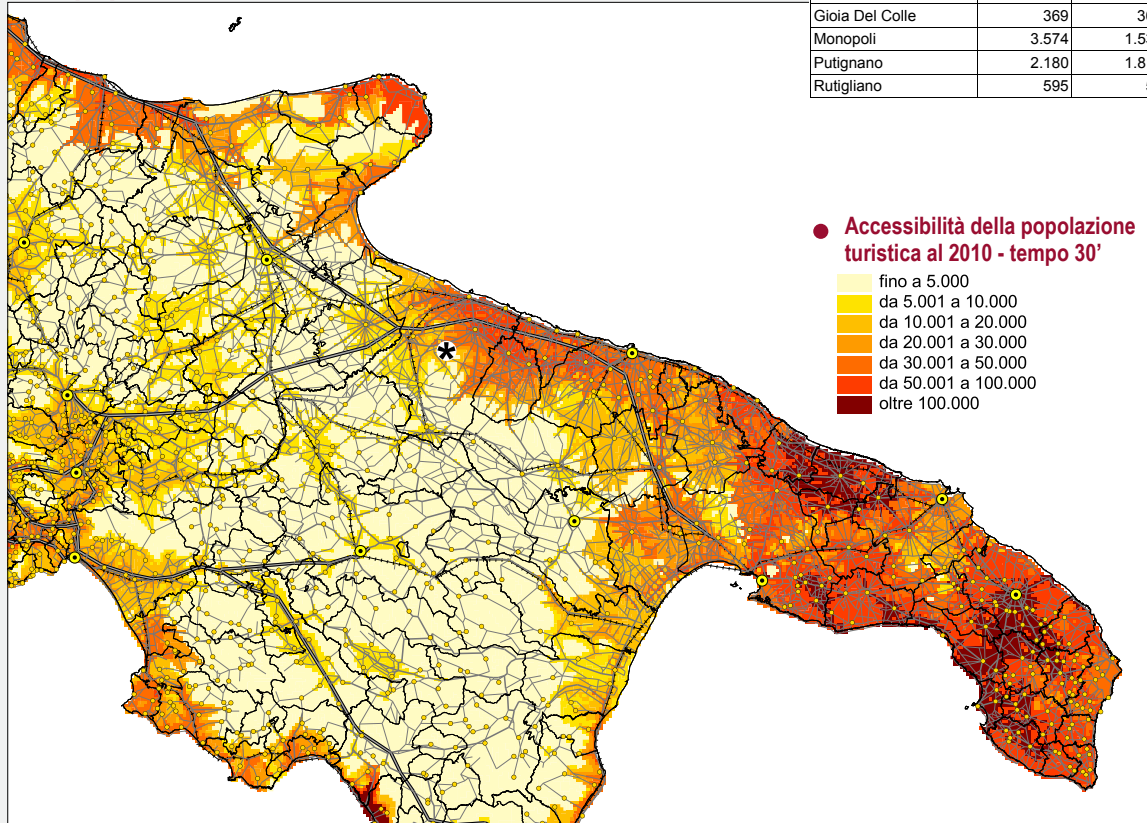 Gioia Del Colle 369
Monopoli 3.574
Putignano 2.180
Rutigliano 595
Accessibilità della popolazione
turistica al 2010 - tempo 30’
fino a 5.000
da 5.001 a 10.000
da 10.001 a 20.000
da 20.001 a 30.000
da 30.001 a 50.000
da 50.001 a 100.000
oltre 100.000